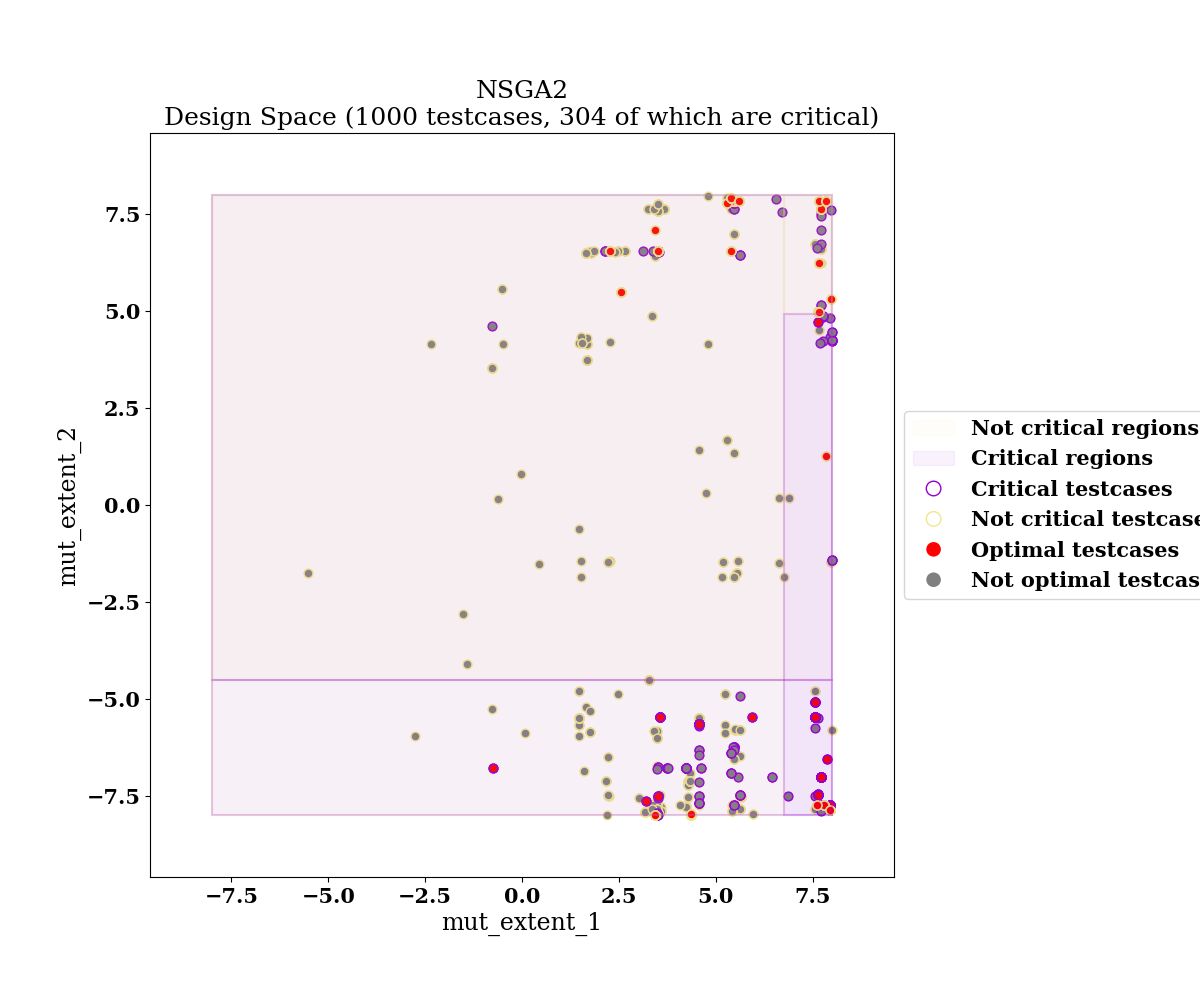 NSGA2
Design Space (1000 testcases, 304 of which are critical)
7.5
5.0
2.5
0.0
−2.5
−5.0
−7.5
mut_extent_2
−7.5
−5.0
−2.5
0.0
2.5
5.0
7.5
mut_extent_1
Not critical regions
Critical regions
Critical testcases
Not critical testcase
Optimal testcases
Not optimal testcas